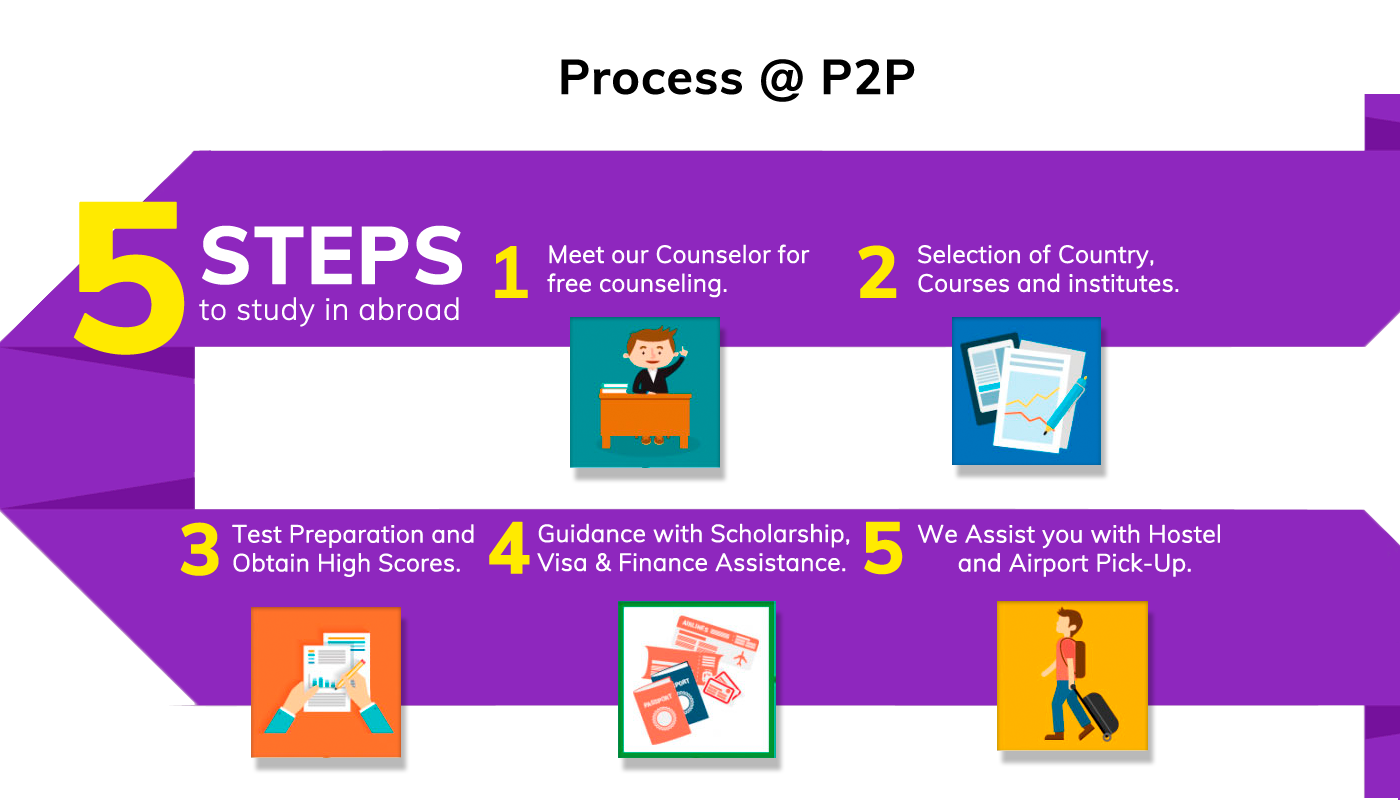 Process @ P2P
5 STEPS
to study in abroad
1 Meet our Counselor for
free counseling.
2 Selection of Country,
Courses and institutes.
3 Test Preparation and
Obtain High Scores.
4 Guidance with Scholarship,
Visa & Finance Assistance.
5 We Assist you with Hostel
and Airport Pick-Up.
AIRLINES
PASSPORT
PORT